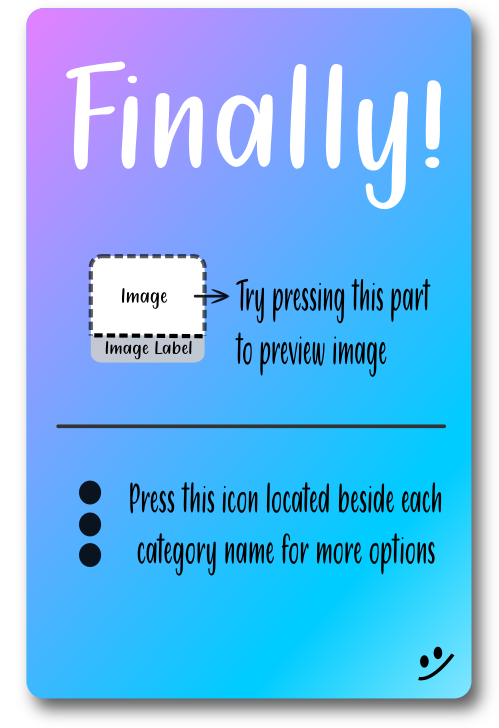 Finally!
Image
Image Label
Try pressing this part
to preview image
Press this icon located beside each
category name for more options